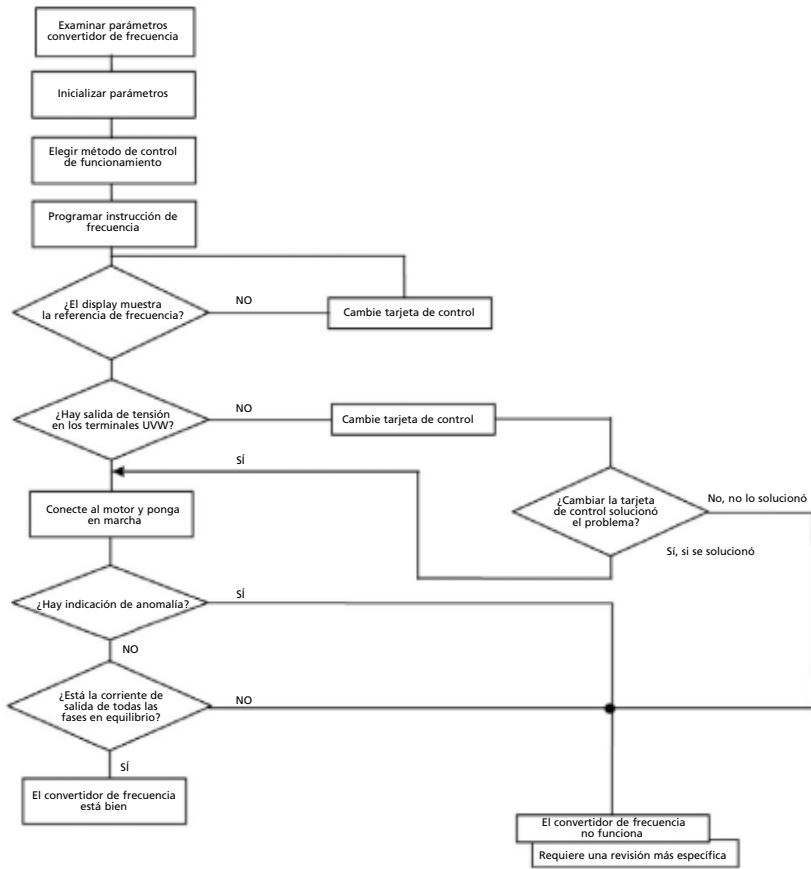 Examinar parámetros
convertidor de frecuencia
Inicializar parámetros
Elegir método de control
de funcionamiento
Programar instrucción de
frecuencia
¿El display muestra
la referencia de frecuencia?
NO
Cambie tarjeta de control
¿Hay salida de tensión
en los terminales UVW?
NO
Cambie tarjeta de control
SÍ
¿Cambiar la tarjeta
de control solucionó
el problema?
No, no lo solucionó
Sí, si se solucionó
Conecte al motor y ponga
en marcha
¿Hay indicación de anomalía?
SÍ
NO
¿Está la corriente de
salida de todas las
fases en equilibrio?
NO
SÍ
El convertidor de frecuencia
está bien
El convertidor de frecuencia
no funciona
Requiere una revisión más específica